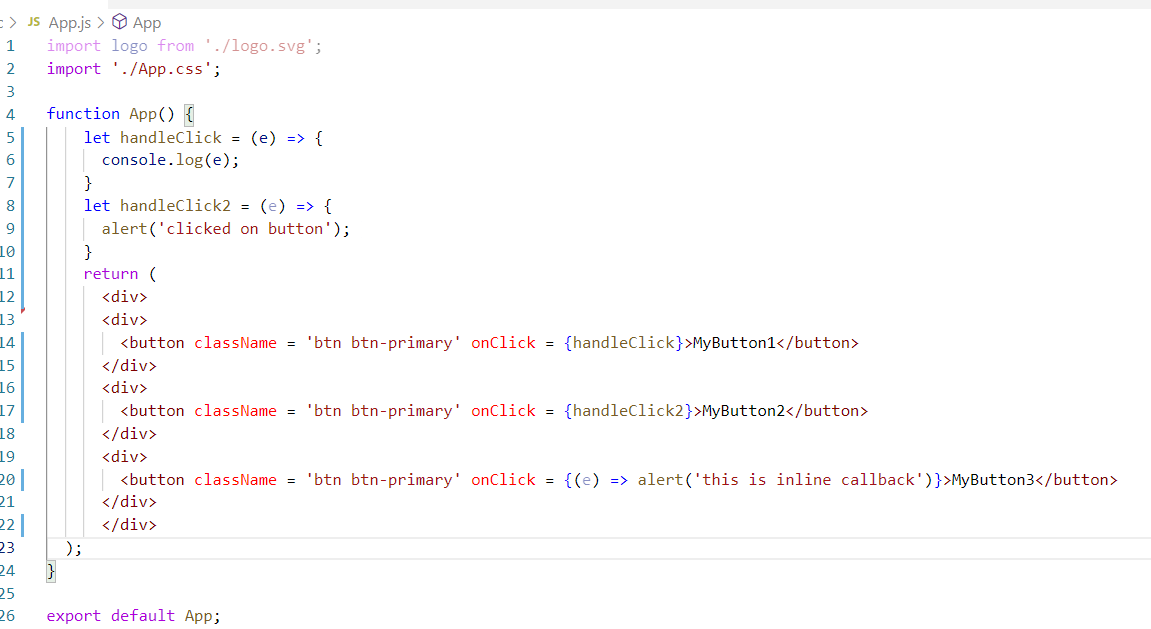 c > JS App.js > App
1 import logo from './logo.svg';
2 import './App.css';
3
4 function App() {
5 let handleClick = (e) => {
6 console.log(e);
7 }
8 let handleClick2 = (e) => {
9 alert('clicked on button');
10 }
11 return (
12 <div>
13 <div>
14 <button className = 'btn btn-primary' onClick = {handleClick}>MyButton1</button>
15 </div>
16 <div>
17 <button className = 'btn btn-primary' onClick = {handleClick2}>MyButton2</button>
18 </div>
19 <div>
20 <button className = 'btn btn-primary' onClick = {(e) => alert('this is inline callback')}>MyButton3</button>
21 </div>
22 </div>
23 );
24 }
25
26 export default App;